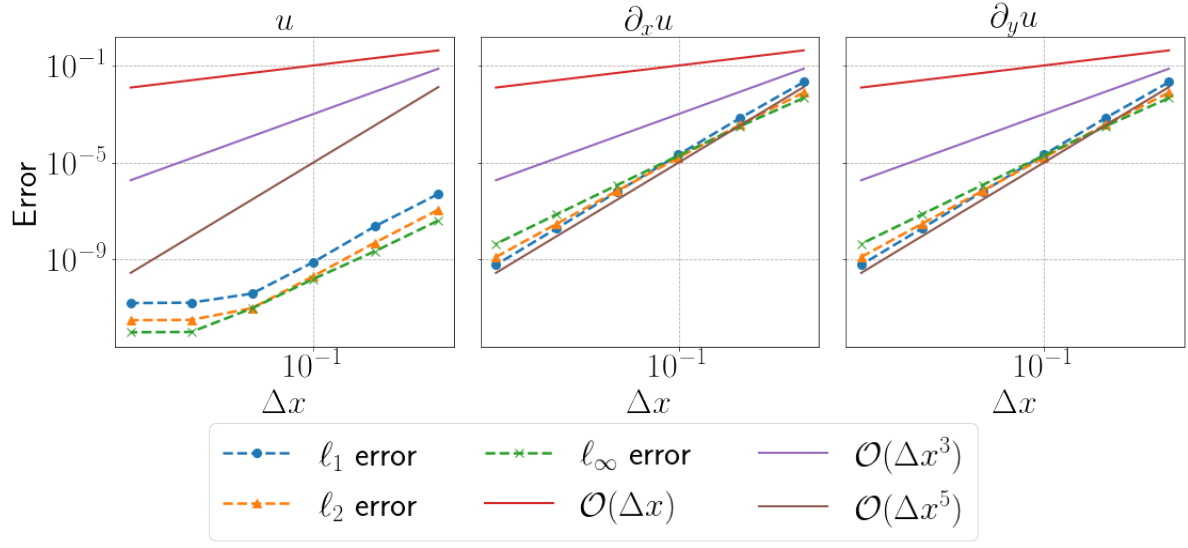 u
∂ₓu
∂ᵧu
Error
10⁻¹
10⁻⁵
10⁻⁹
10⁻¹
10⁻¹
10⁻¹
Δx
Δx
Δx
ℓ₁ error
ℓ∞ error
𝒪(Δx³)
ℓ₂ error
𝒪(Δx)
𝒪(Δx⁵)